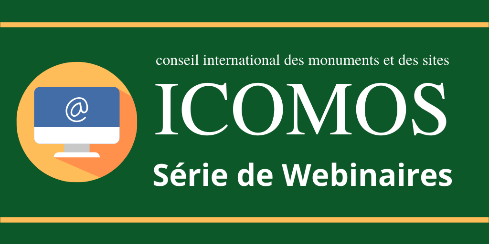 conseil international des monuments et des sites
ICOMOS
@
Série de Webinaires